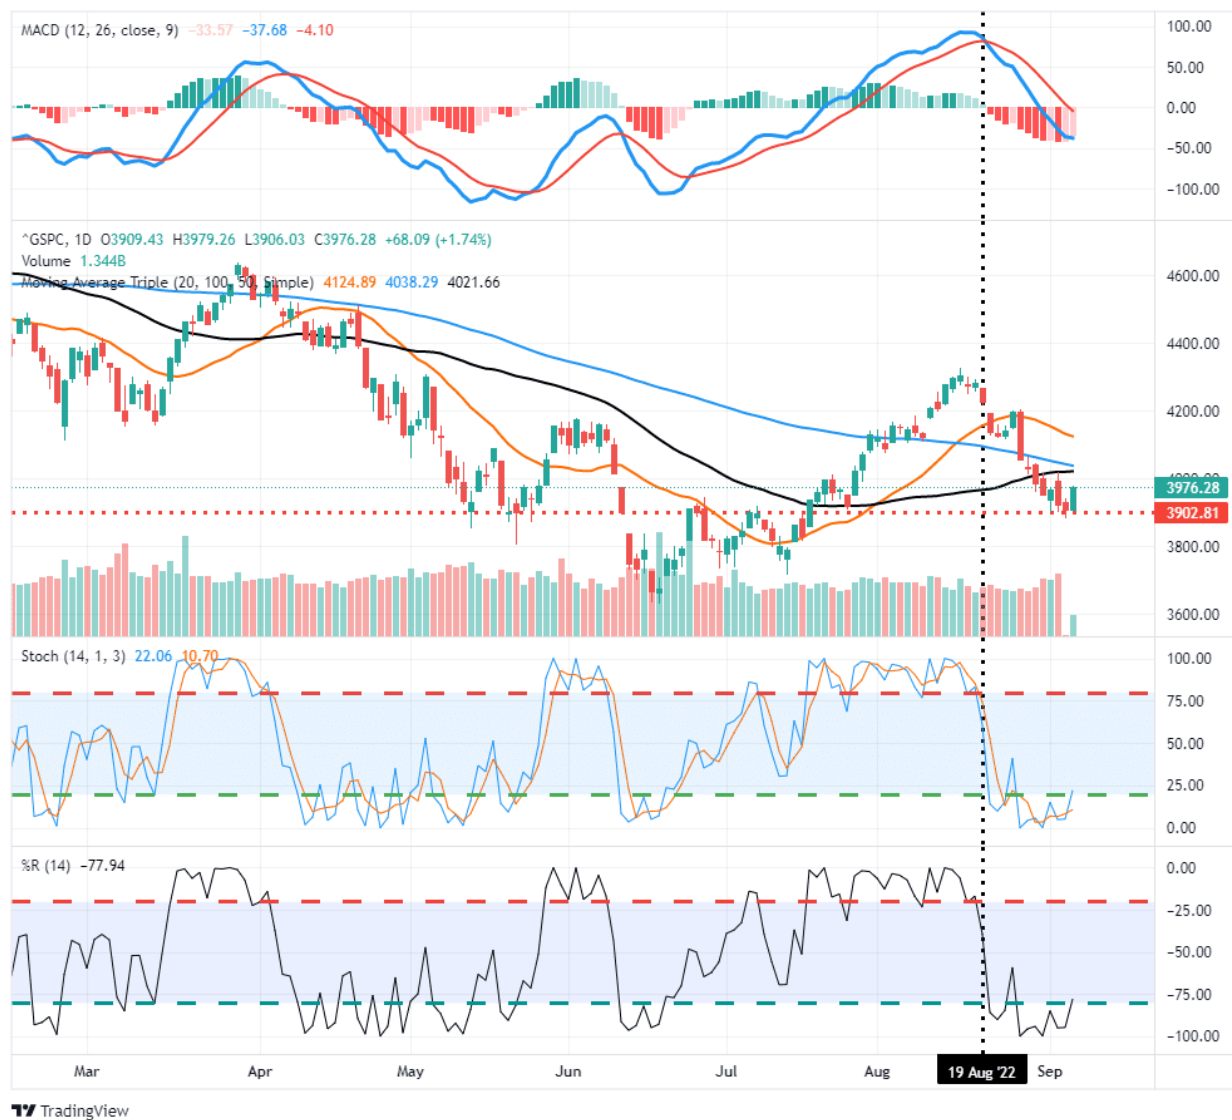 MACD (12, 26, close, 9) −33.57 −37.68 −4.10
100.00
50.00
0.00
−50.00
−100.00
^GSPC, 1D O3909.43 H3979.26 L3906.03 C3976.28 +68.09 (+1.74%)
Volume 1.344B
Moving Average Triple (20, 100, 50, Simple) 4124.89 4038.29 4021.66
4600.00
4400.00
4200.00
4000.00
3976.28
3902.81
3800.00
3600.00
Stoch (14, 1, 3) 22.06 10.70
100.00
75.00
50.00
25.00
0.00
%R (14) −77.94
0.00
−25.00
−50.00
−75.00
−100.00
Mar Apr May Jun Jul Aug 19 Aug '22 Sep
TradingView